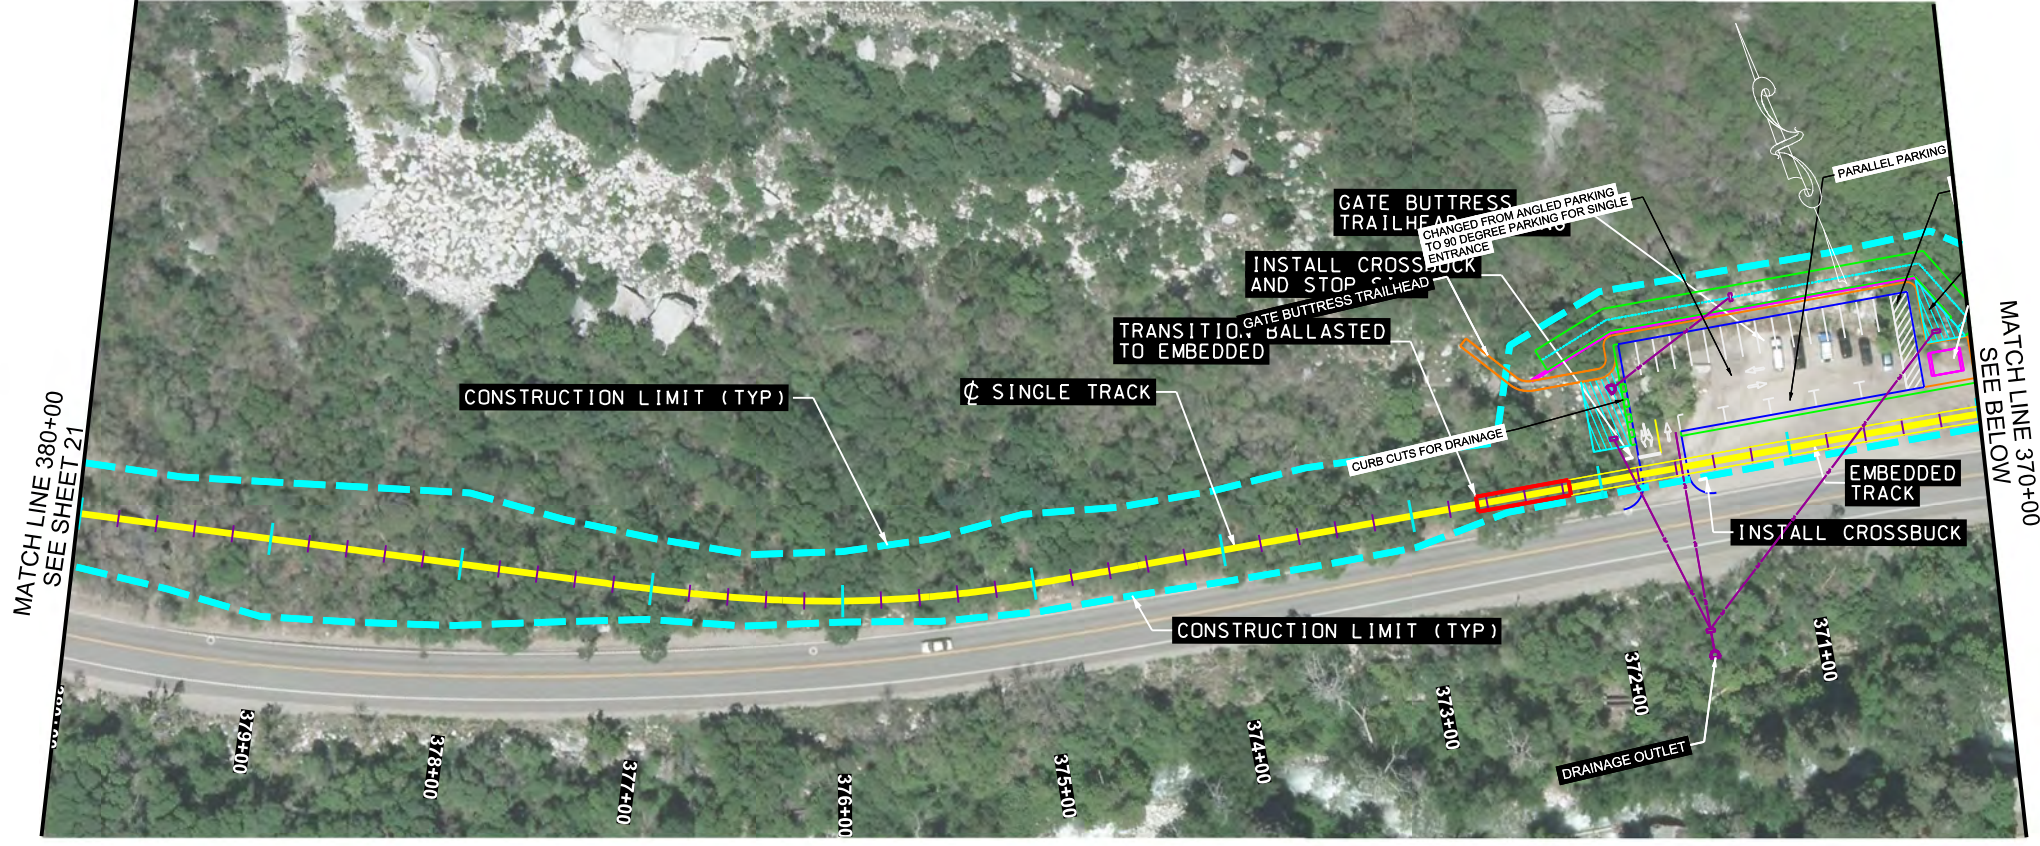 MATCH LINE 380+00
SEE SHEET 21
CONSTRUCTION LIMIT (TYP)
℄ SINGLE TRACK
TRANSITION BALLASTED
TO EMBEDDED
GATE BUTTRESS TRAILHEAD
INSTALL CROSSBUCK
AND STOP
GATE BUTTRESS
CHANGED FROM ANGLED PARKING
TO 90 DEGREE PARKING FOR SINGLE
ENTRANCE
PARALLEL PARKING
CURB CUTS FOR DRAINAGE
EMBEDDED
TRACK
INSTALL CROSSBUCK
CONSTRUCTION LIMIT (TYP)
DRAINAGE OUTLET
379+00
378+00
377+00
376+00
375+00
374+00
373+00
372+00
371+00
MATCH LINE 370+00
SEE BELOW